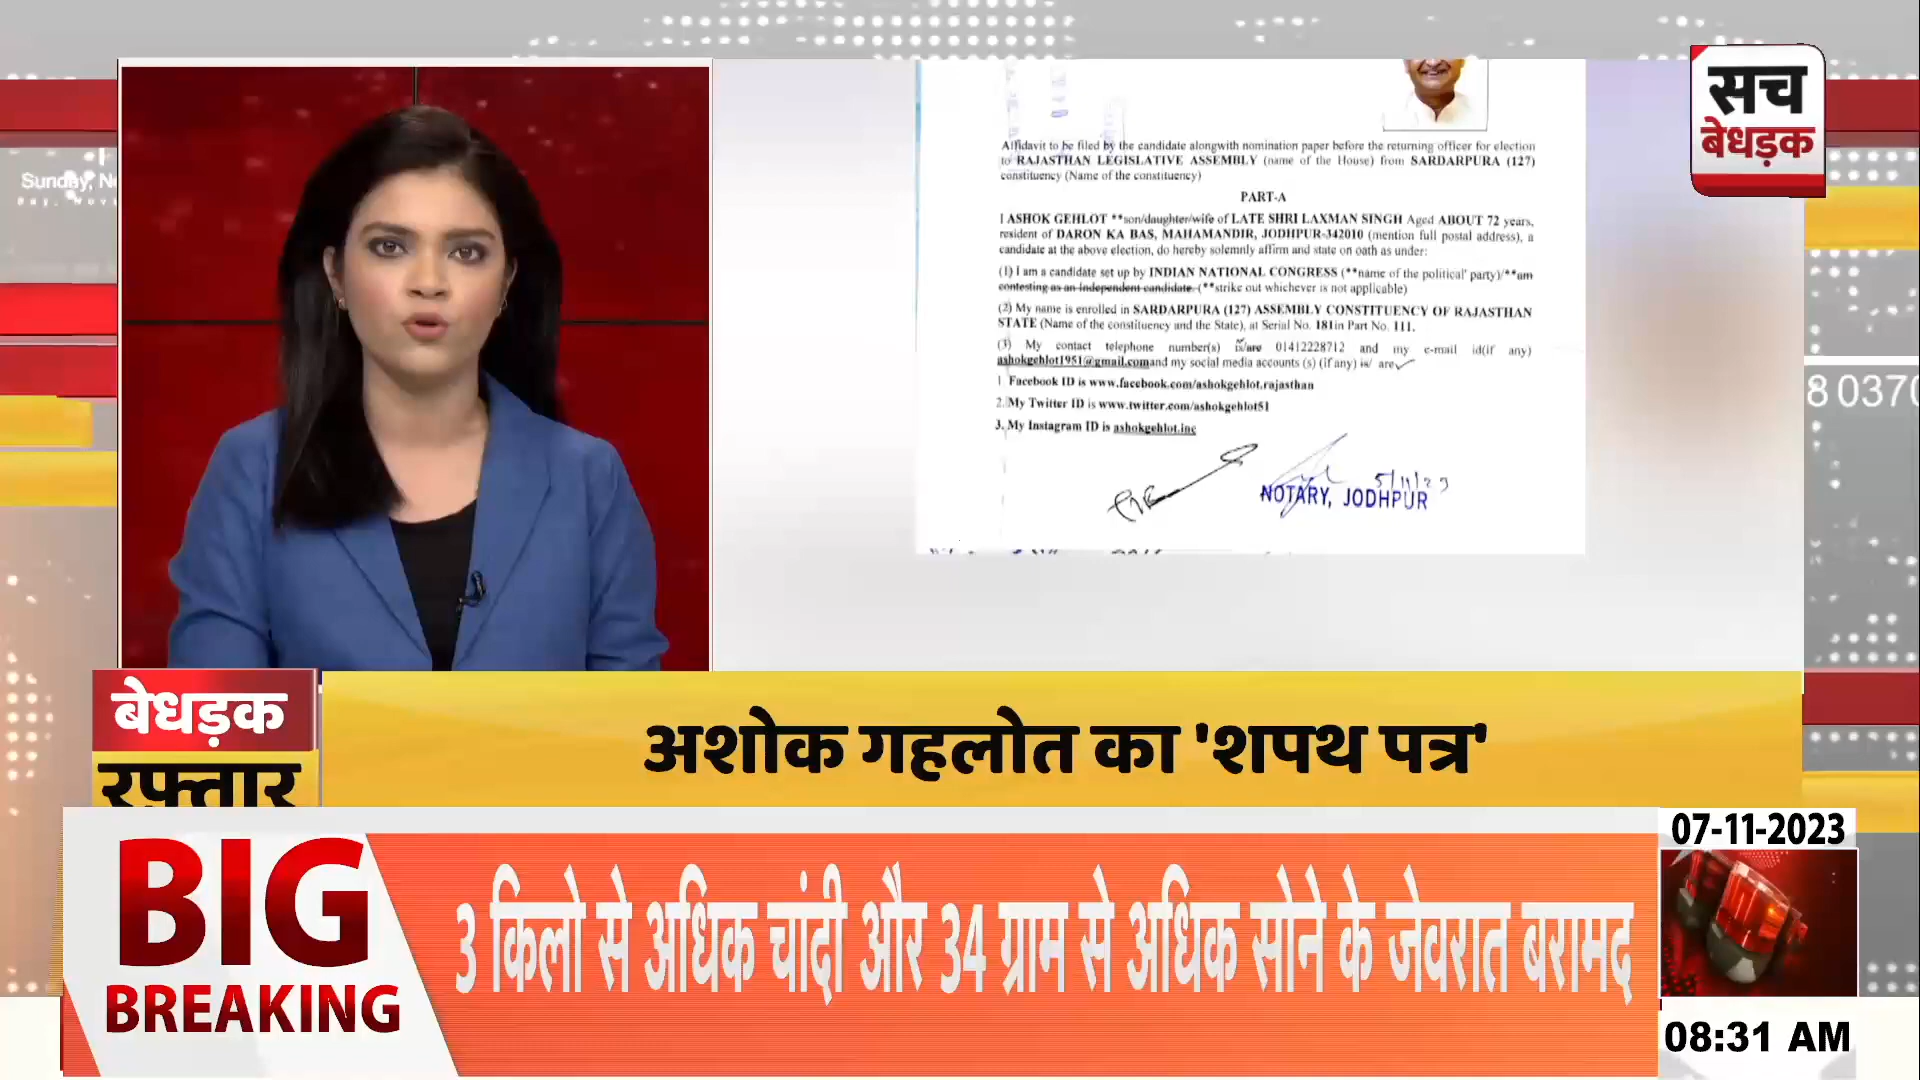 सच
बेधड़क
Sunday, No
Affidavit to be filed by the candidate alongwith nomination paper before the returning officer for election
to RAJASTHAN LEGISLATIVE ASSEMBLY (name of the House) from SARDARPURA (127)
constituency (Name of the constituency)
PART-A
I ASHOK GEHLOT **son/daughter/wife of LATE SHRI LAXMAN SINGH Aged ABOUT 72 years,
resident of DARON KA BAS, MAHAMANDIR, JODHPUR-342010 (mention full postal address), a
candidate at the above election, do hereby solemnly affirm and state on oath as under:
(1) I am a candidate set up by INDIAN NATIONAL CONGRESS (**name of the political party)/**am
contesting as an Independent candidate. (**strike out whichever is not applicable)
(2) My name is enrolled in SARDARPURA (127) ASSEMBLY CONSTITUENCY OF RAJASTHAN
STATE (Name of the constituency and the State), at Serial No. 181in Part No. 111.
(3) My contact telephone number(s) is/are 01412228712 and my e-mail id(if any)
ashokgehlot1951@gmail.comand my social media accounts (s) (if any) is/ are
1. Facebook ID is www.facebook.com/ashokgehlot.rajasthan
2. My Twitter ID is www.twitter.com/ashokgehlot51
3. My Instagram ID is ashokgehlot.inc
5/11/23
NOTARY, JODHPUR
8 0370
बेधड़क
रफ़्तार
अशोक गहलोत का 'शपथ पत्र'
BIG
BREAKING
3 किलो से अधिक चांदी और 34 ग्राम से अधिक सोने के जेवरात बरामद
07-11-2023
08:31 AM